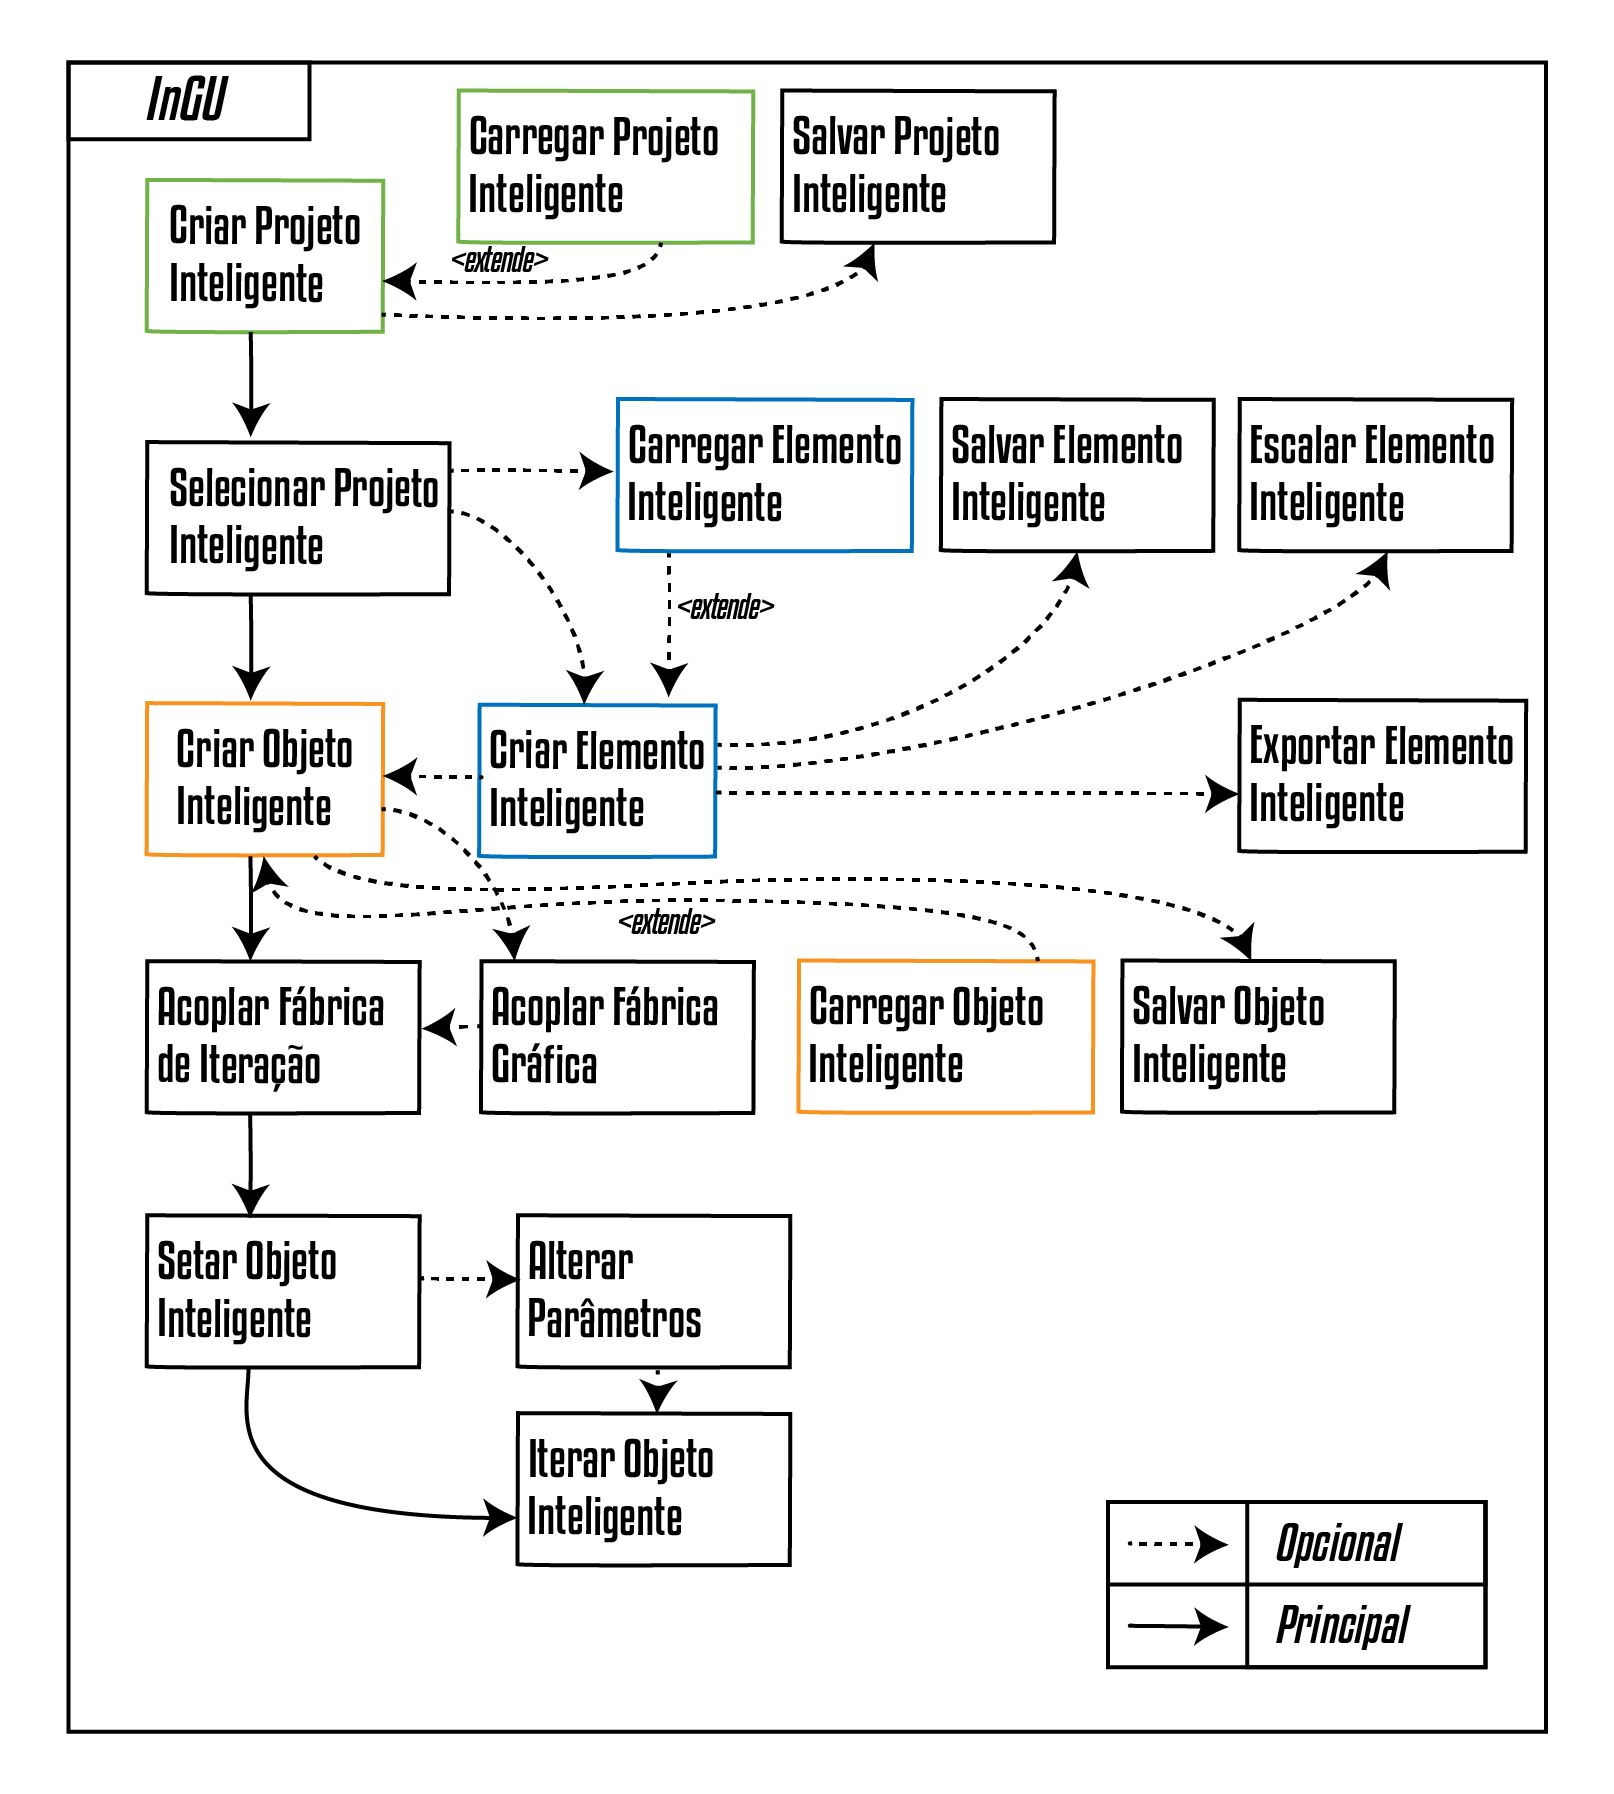 InGU
Carregar Projeto
Inteligente
Salvar Projeto
Inteligente
Criar Projeto
Inteligente
<extende>
Selecionar Projeto
Inteligente
Carregar Elemento
Inteligente
Salvar Elemento
Inteligente
Escalar Elemento
Inteligente
<extende>
Criar Objeto
Inteligente
Criar Elemento
Inteligente
Exportar Elemento
Inteligente
<extende>
Acoplar Fábrica
de Iteração
Acoplar Fábrica
Gráfica
Carregar Objeto
Inteligente
Salvar Objeto
Inteligente
Setar Objeto
Inteligente
Alterar
Parâmetros
Iterar Objeto
Inteligente
Opcional
Principal